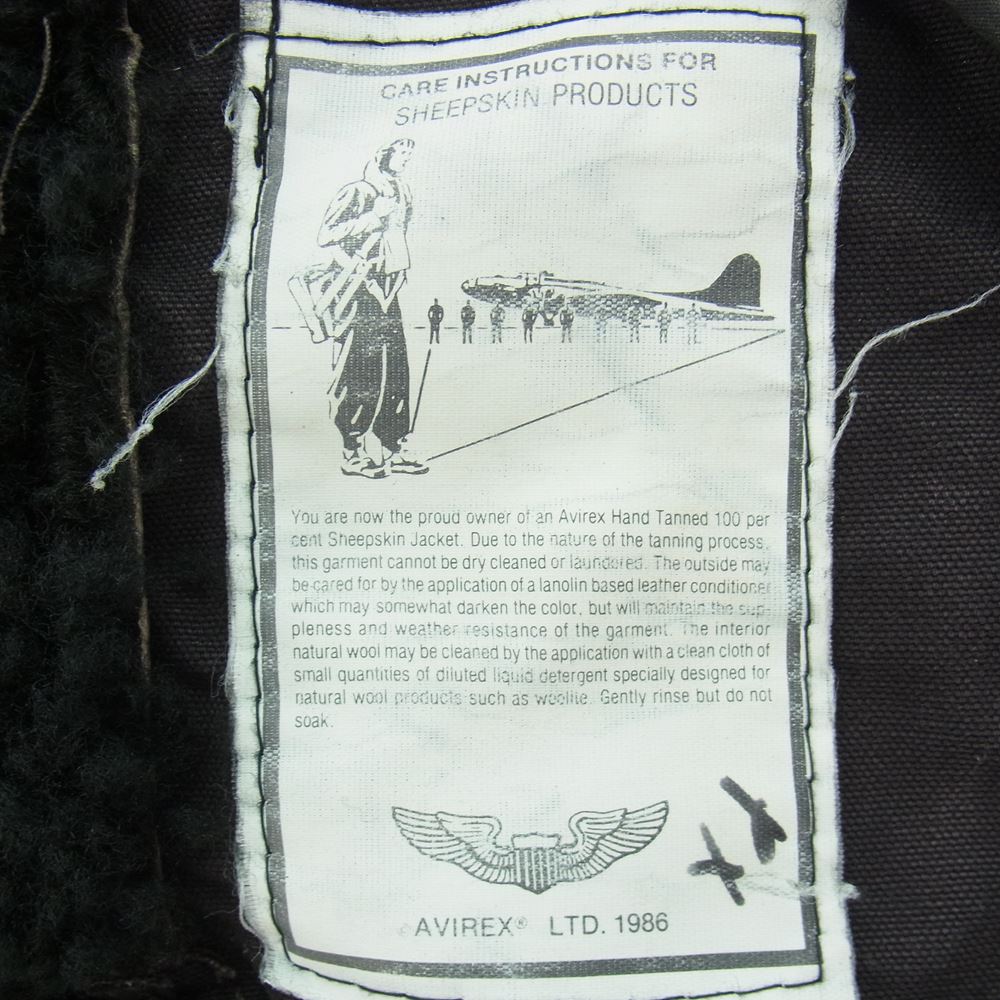 CARE INSTRUCTIONS FOR
SHEEPSKIN PRODUCTS
You are now the proud owner of an Avirex Hand Tanned 100 per
cent Sheepskin Jacket. Due to the nature of the tanning process,
this garment cannot be dry cleaned or laundered. The outside may
be cared for by the application of a lanolin based leather conditioner
which may somewhat darken the color, but will maintain the sup-
pleness and weather resistance of the garment. The interior
natural wool may be cleaned by the application with a clean cloth of
small quantities of diluted liquid detergent specially designed for
natural wool products such as woolite. Gently rinse but do not
soak.
AVIREX® LTD. 1986